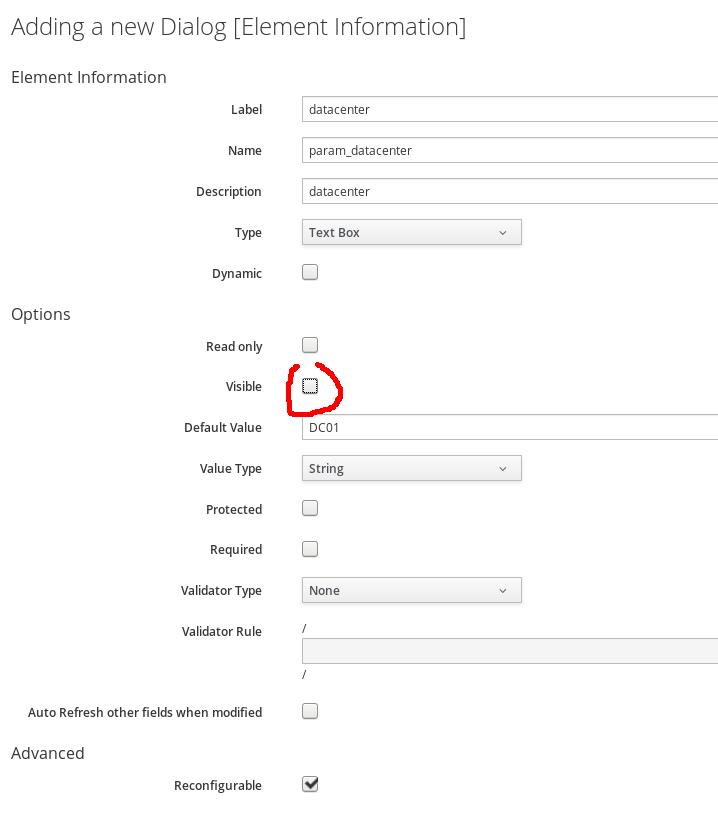 Adding a new Dialog [Element Information]
Element Information
Label datacenter
Name param_datacenter
Description datacenter
Type Text Box
Dynamic
Options
Read only
Visible
Default Value DC01
Value Type String
Protected
Required
Validator Type None
Validator Rule /
/
Auto Refresh other fields when modified
Advanced
Reconfigurable